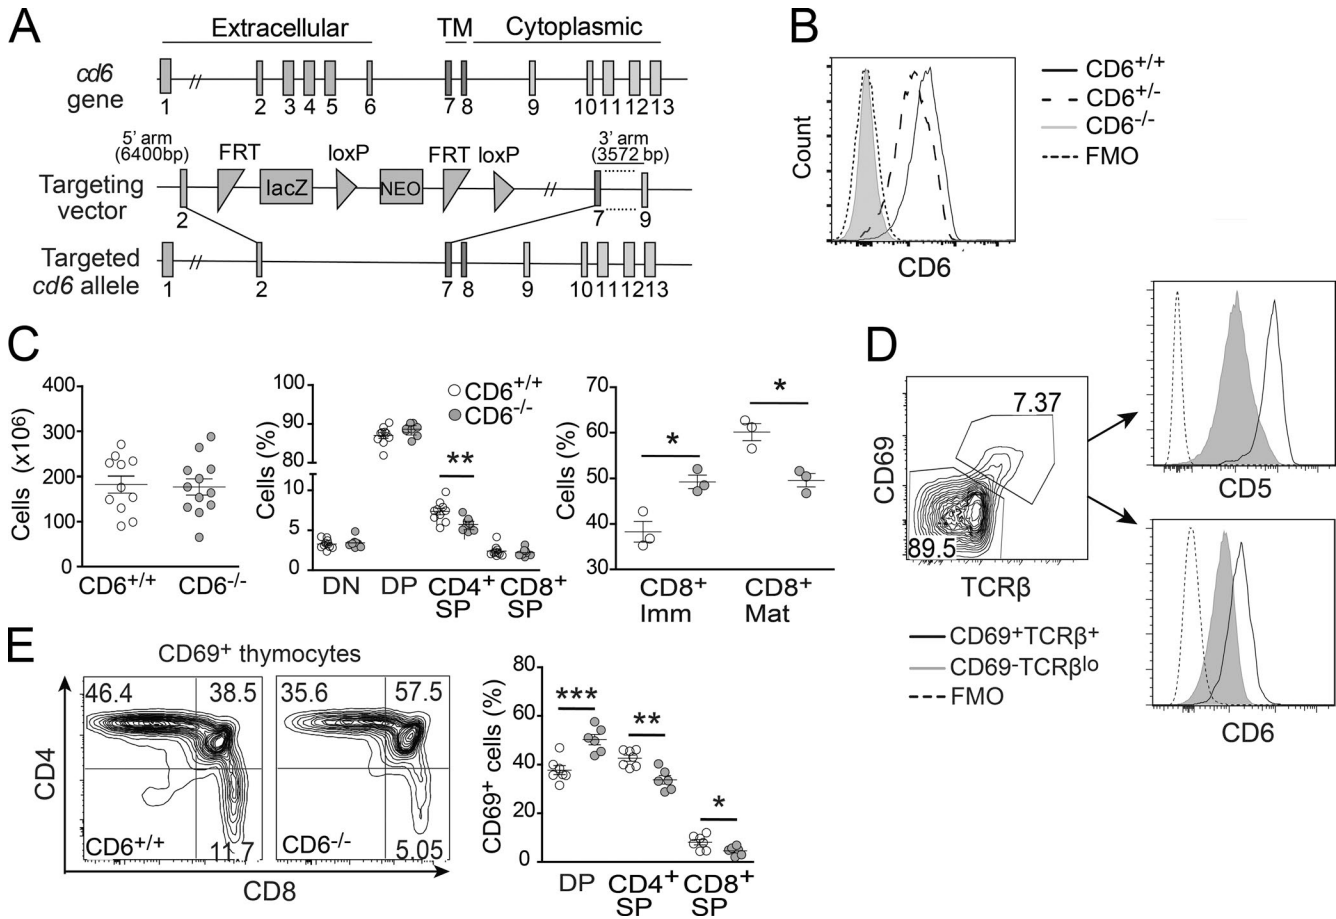 A
Extracellular
TM
Cytoplasmic
cd6
gene
1
//
2
3
4
5
6
7
8
9
10
11
12
13
5' arm
(6400bp)
FRT
loxP
FRT
loxP
3' arm
(3572 bp)
Targeting
vector
lacZ
NEO
//
2
7
9
Targeted
cd6 allele
//
1
2
7
8
9
10
11
12
13
B
Count
CD6
CD6+/+
CD6+/-
CD6-/-
FMO
C
Cells (x10⁶)
400
300
200
100
0
CD6+/+
CD6-/-
Cells (%)
Cells (%)
100
90
80
10
5
0
CD6+/+
CD6-/-
**
DN
DP
CD4+
SP
CD8+
SP
Cells (%)
70
60
50
40
30
*
*
CD8+
Imm
CD8+
Mat
D
CD69
7.37
89.5
TCRβ
CD5
CD6
CD69+TCRβ+
CD69-TCRβlo
FMO
E
CD69+ thymocytes
CD4
46.4
38.5
CD6+/+
11.7
35.6
57.5
CD6-/-
5.05
CD8
CD69+ cells (%)
80
60
40
20
0
***
**
*
DP
CD4+
SP
CD8+
SP